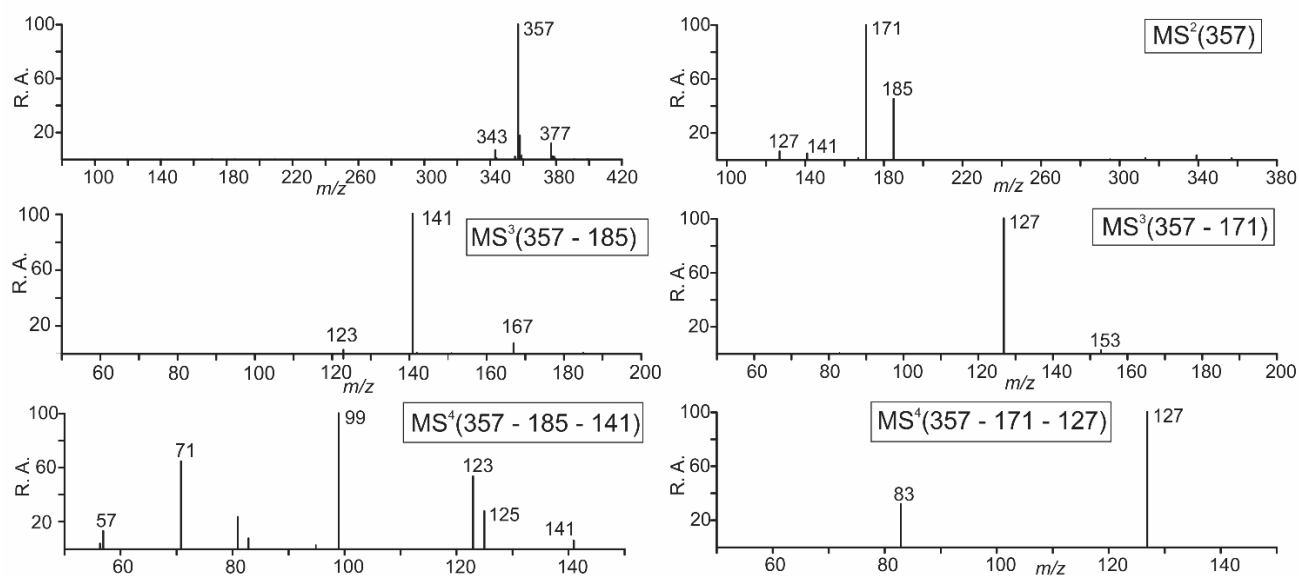 100
60
20
R. A.
357
343
377
100 140 180 220 260 300 340 380 420
m/z
100
60
20
R. A.
MS²(357)
171
185
127
141
100 140 180 220 260 300 340 380
m/z
100
60
20
R. A.
MS³(357 - 185)
141
123
167
60 80 100 120 140 160 180 200
m/z
100
60
20
R. A.
MS³(357 - 171)
127
153
60 80 100 120 140 160 180 200
m/z
100
60
20
R. A.
MS⁴(357 - 185 - 141)
99
71
57
123
125
141
60 80 100 120 140
m/z
100
60
20
R. A.
MS⁴(357 - 171 - 127)
127
83
60 80 100 120 140
m/z